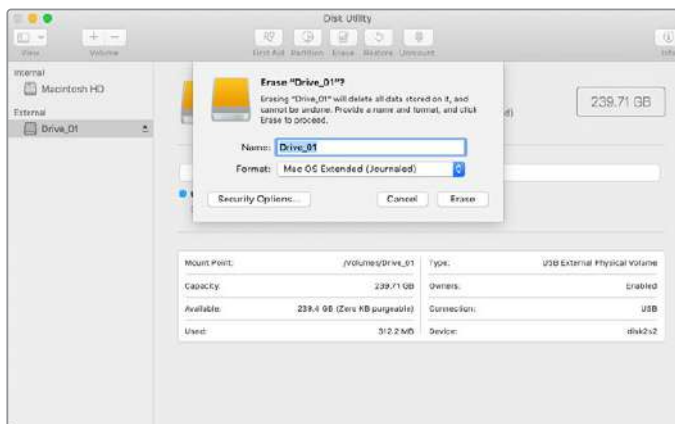 Disk Utility
View
Volume
First Aid Partition Erase Restore Unmount
Info
Internal
Macintosh HD
External
Drive_01
239.71 GB
Erase "Drive_01"?
Erasing "Drive_01" will delete all data stored on it, and
cannot be undone. Provide a name and format, and click
Erase to proceed.
Name: Drive_01
Format: Mac OS Extended (Journaled)
Security Options...
Cancel
Erase
Mount Point: /Volumes/Drive_01
Type: USB External Physical Volume
Capacity: 239.71 GB
Owners: Enabled
Available: 239.4 GB (Zero KB purgeable)
Connection: USB
Used: 312.2 MB
Device: disk2s2